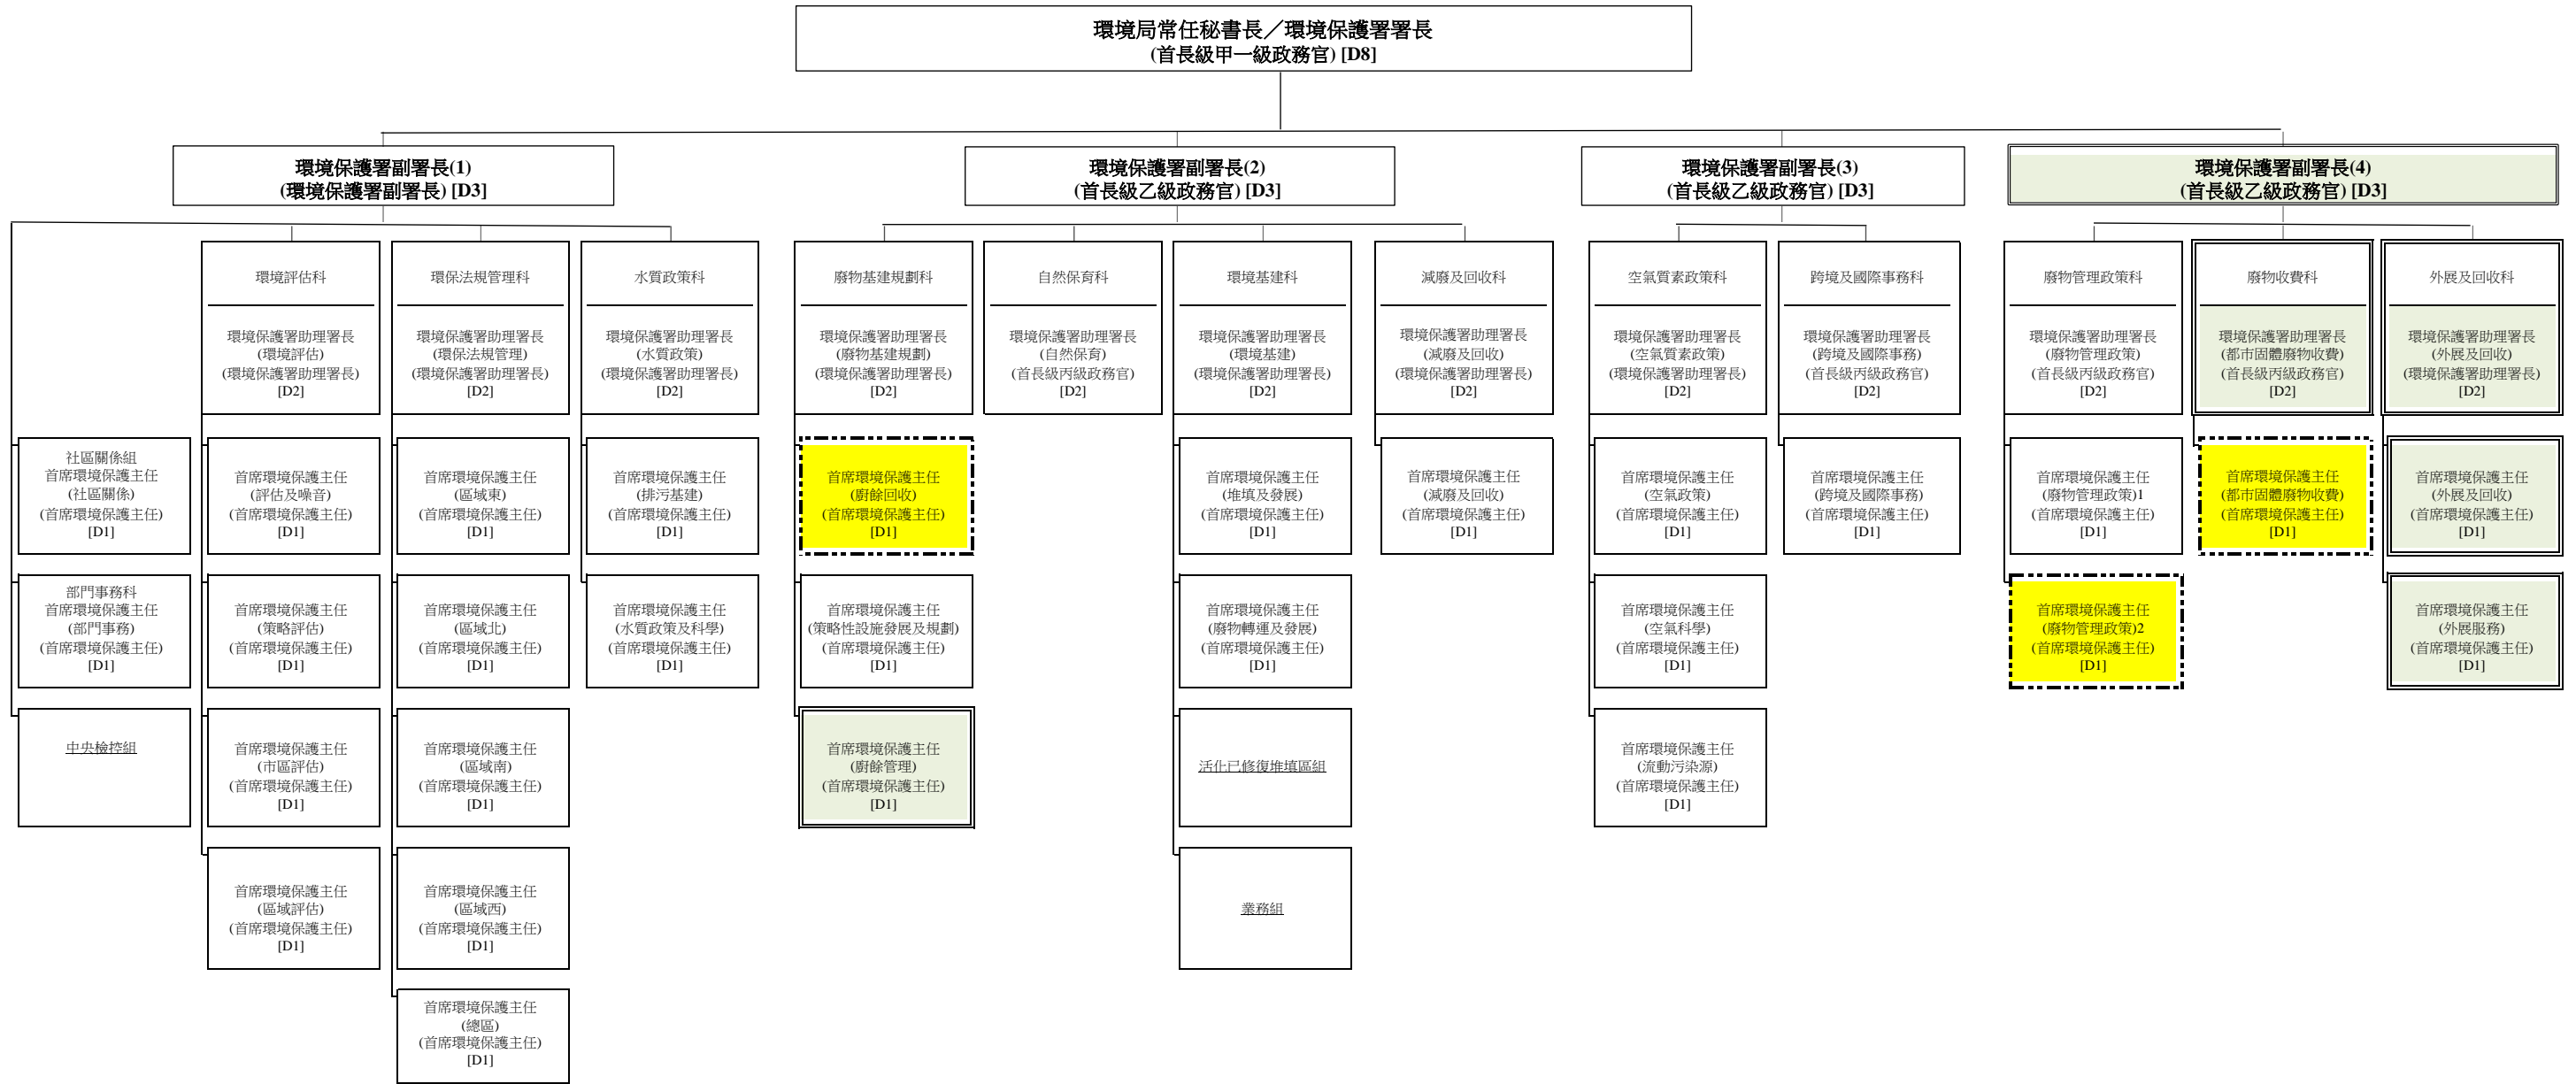 環境局常任秘書長／環境保護署署長
(首長級甲一級政務官) [D8]
環境保護署副署長(1)
(環境保護署副署長) [D3]
環境保護署副署長(2)
(首長級乙級政務官) [D3]
環境保護署副署長(3)
(首長級乙級政務官) [D3]
環境保護署副署長(4)
(首長級乙級政務官) [D3]
環境評估科
環境保護署助理署長
(環境評估)
(環境保護署助理署長)
[D2]
環保法規管理科
環境保護署助理署長
(環保法規管理)
(環境保護署助理署長)
[D2]
水質政策科
環境保護署助理署長
(水質政策)
(環境保護署助理署長)
[D2]
廢物基建規劃科
環境保護署助理署長
(廢物基建規劃)
(環境保護署助理署長)
[D2]
自然保育科
環境保護署助理署長
(自然保育)
(首長級丙級政務官)
[D2]
環境基建科
環境保護署助理署長
(環境基建)
(環境保護署助理署長)
[D2]
減廢及回收科
環境保護署助理署長
(減廢及回收)
(環境保護署助理署長)
[D2]
空氣質素政策科
環境保護署助理署長
(空氣質素政策)
(環境保護署助理署長)
[D2]
跨境及國際事務科
環境保護署助理署長
(跨境及國際事務)
(首長級丙級政務官)
[D2]
廢物管理政策科
環境保護署助理署長
(廢物管理政策)
(首長級丙級政務官)
[D2]
廢物收費科
環境保護署助理署長
(都市固體廢物收費)
(首長級丙級政務官)
[D2]
外展及回收科
環境保護署助理署長
(外展及回收)
(環境保護署助理署長)
[D2]
社區關係組
首席環境保護主任
(社區關係)
(首席環境保護主任)
[D1]
首席環境保護主任
(評估及噪音)
(首席環境保護主任)
[D1]
首席環境保護主任
(區域東)
(首席環境保護主任)
[D1]
首席環境保護主任
(排污基建)
(首席環境保護主任)
[D1]
首席環境保護主任
(廚餘回收)
(首席環境保護主任)
[D1]
首席環境保護主任
(堆填及發展)
(首席環境保護主任)
[D1]
首席環境保護主任
(減廢及回收)
(首席環境保護主任)
[D1]
首席環境保護主任
(空氣政策)
(首席環境保護主任)
[D1]
首席環境保護主任
(跨境及國際事務)
(首席環境保護主任)
[D1]
首席環境保護主任
(廢物管理政策)1
(首席環境保護主任)
[D1]
首席環境保護主任
(都市固體廢物收費)
(首席環境保護主任)
[D1]
首席環境保護主任
(外展及回收)
(首席環境保護主任)
[D1]
部門事務科
首席環境保護主任
(部門事務)
(首席環境保護主任)
[D1]
首席環境保護主任
(策略評估)
(首席環境保護主任)
[D1]
首席環境保護主任
(區域北)
(首席環境保護主任)
[D1]
首席環境保護主任
(水質政策及科學)
(首席環境保護主任)
[D1]
首席環境保護主任
(策略性設施發展及規劃)
(首席環境保護主任)
[D1]
首席環境保護主任
(廢物轉運及發展)
(首席環境保護主任)
[D1]
首席環境保護主任
(空氣科學)
(首席環境保護主任)
[D1]
首席環境保護主任
(廢物管理政策)2
(首席環境保護主任)
[D1]
首席環境保護主任
(外展服務)
(首席環境保護主任)
[D1]
中央檢控組
首席環境保護主任
(市區評估)
(首席環境保護主任)
[D1]
首席環境保護主任
(區域南)
(首席環境保護主任)
[D1]
首席環境保護主任
(廚餘管理)
(首席環境保護主任)
[D1]
活化已修復堆填區組
首席環境保護主任
(流動污染源)
(首席環境保護主任)
[D1]
首席環境保護主任
(區域評估)
(首席環境保護主任)
[D1]
首席環境保護主任
(區域西)
(首席環境保護主任)
[D1]
業務組
首席環境保護主任
(總區)
(首席環境保護主任)
[D1]